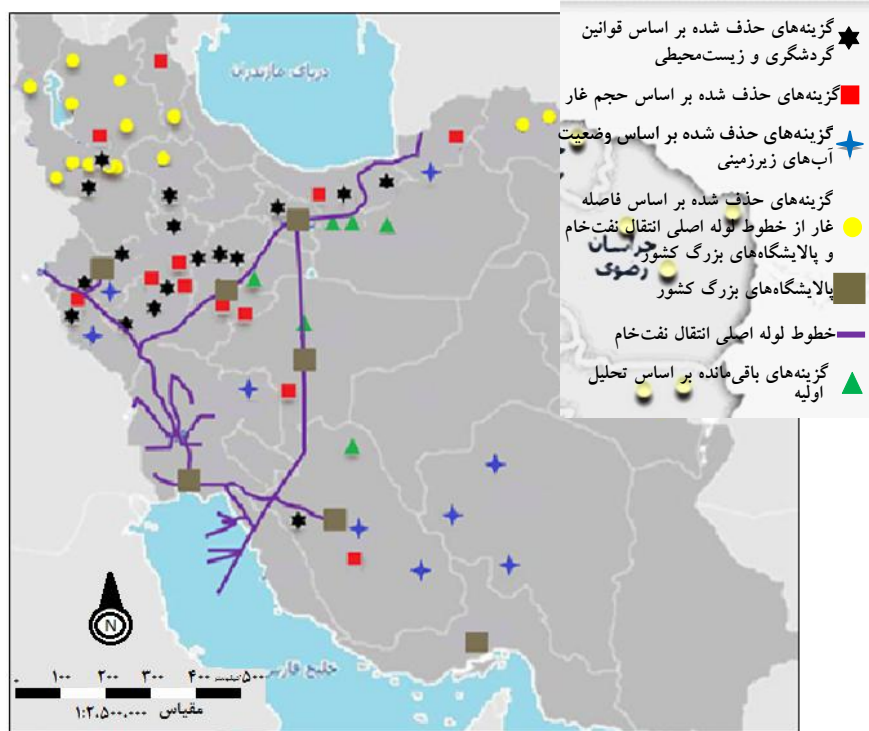 گزینه‌های حذف شده بر اساس قوانین
گردشگری و زیست‌محیطی
گزینه‌های حذف شده بر اساس حجم غار
گزینه‌های حذف شده بر اساس وضعیت
آب‌های زیرزمینی
گزینه‌های حذف شده بر اساس فاصله
غار از خطوط لوله اصلی انتقال نفت‌خام
و پالایشگاه‌های بزرگ کشور
پالایشگاه‌های بزرگ کشور
خطوط لوله اصلی انتقال نفت‌خام
گزینه‌های باقی‌مانده بر اساس تحلیل
اولیه
دریای مازندران
خراسان
رضوی
خلیج فارس
N
۰ ۱۰۰ ۲۰۰ ۳۰۰ ۴۰۰ ۵۰۰ کیلومتر
مقیاس ۱:۲,۵۰۰,۰۰۰